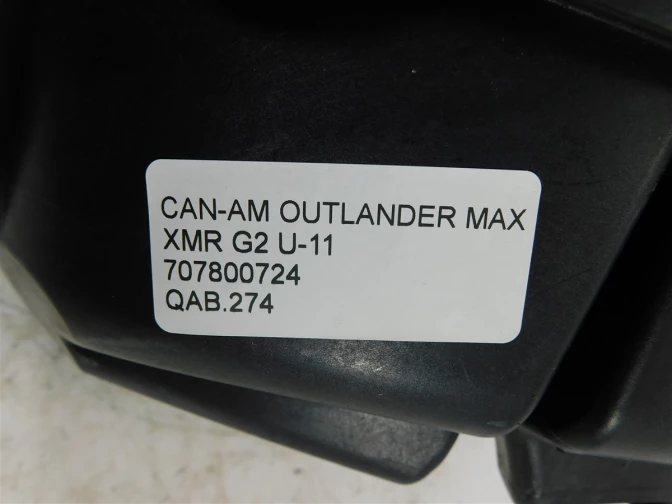 CAN-AM OUTLANDER MAX
XMR G2 U-11
707800724
QAB.274